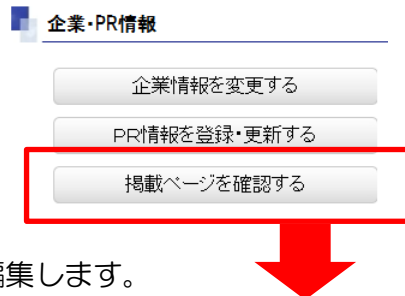 企業・PR情報
企業情報を変更する
PR情報を登録・更新する
掲載ページを確認する
編集します。